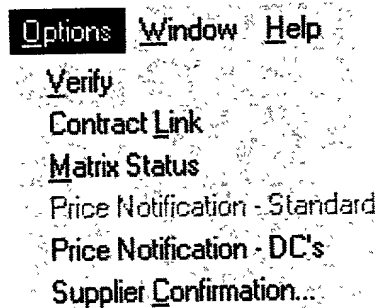 Options Window Help
Verify
Contract Link
Matrix Status
Price Notification - Standard
Price Notification - DC's
Supplier Confirmation...